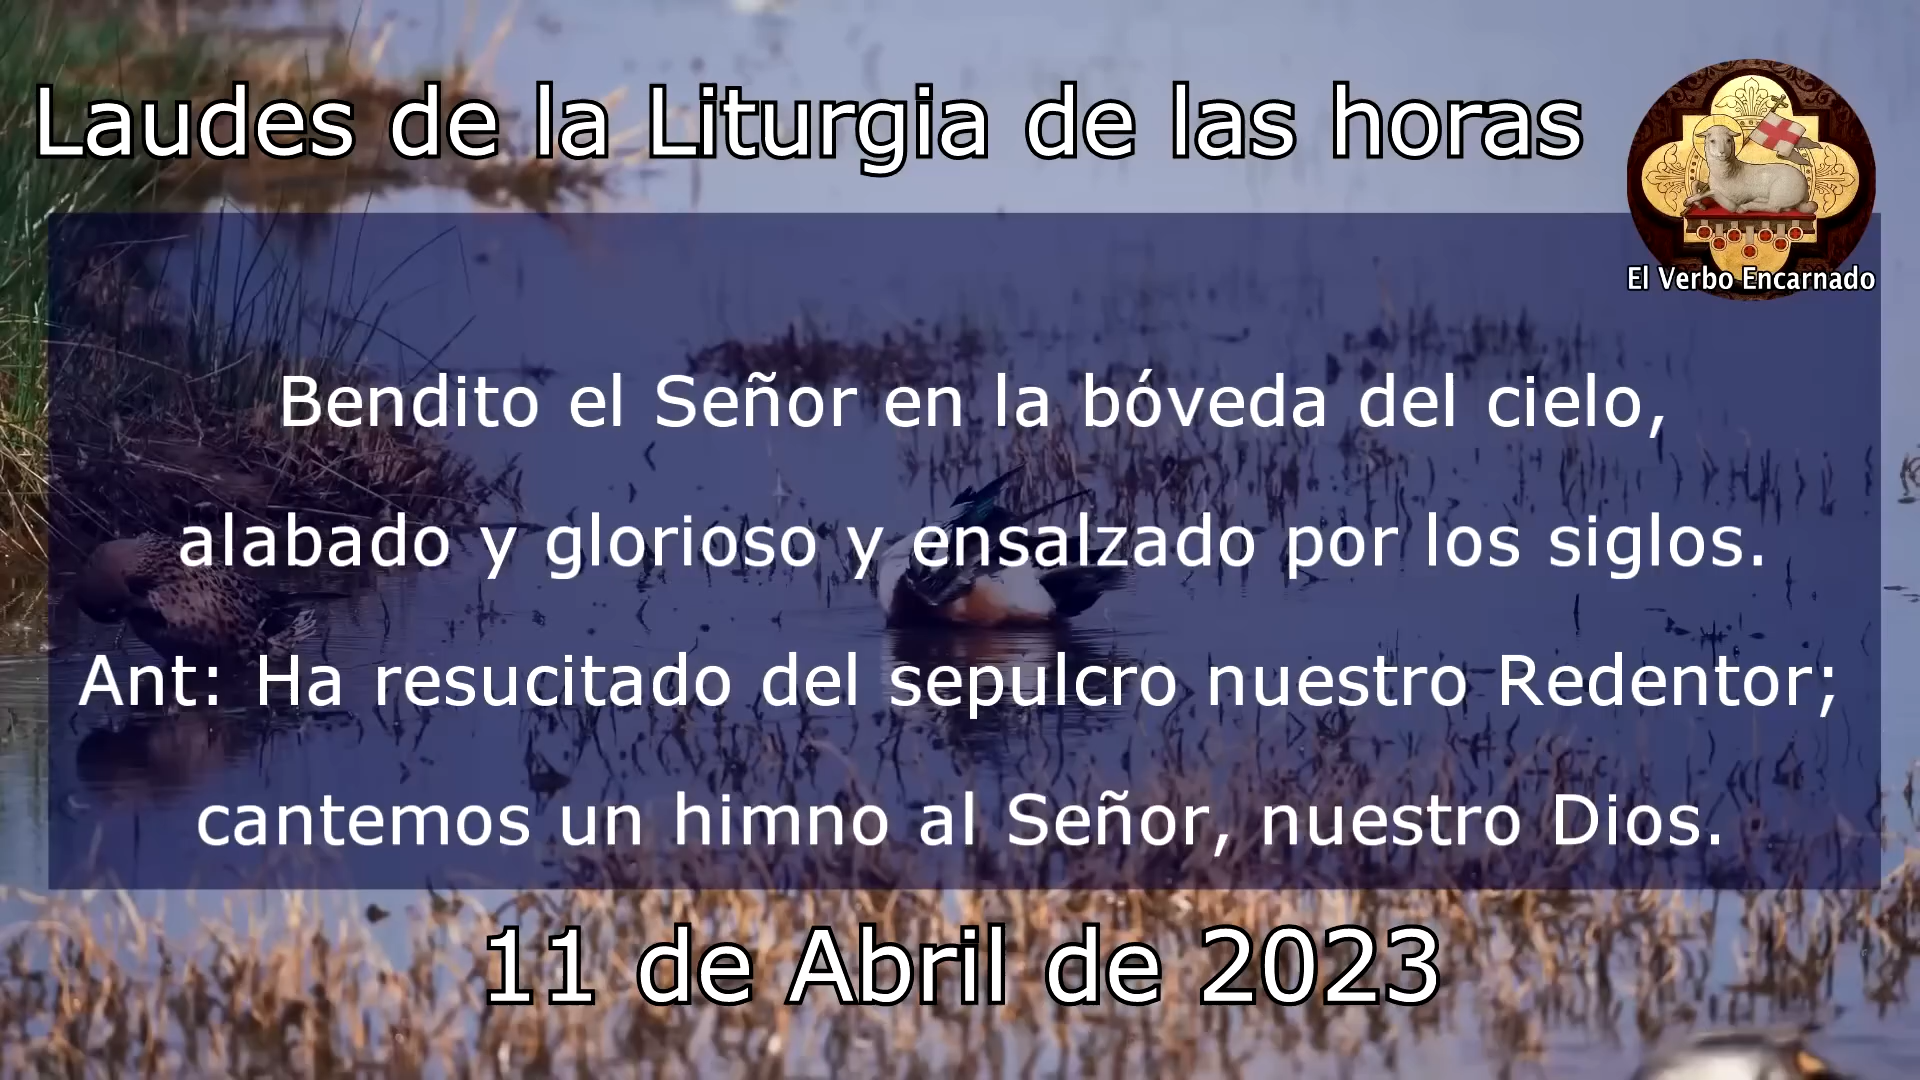 Laudes de la Liturgia de las horas
El Verbo Encarnado
Bendito el Señor en la bóveda del cielo,
alabado y glorioso y ensalzado por los siglos.
Ant: Ha resucitado del sepulcro nuestro Redentor;
cantemos un himno al Señor, nuestro Dios.
11 de Abril de 2023